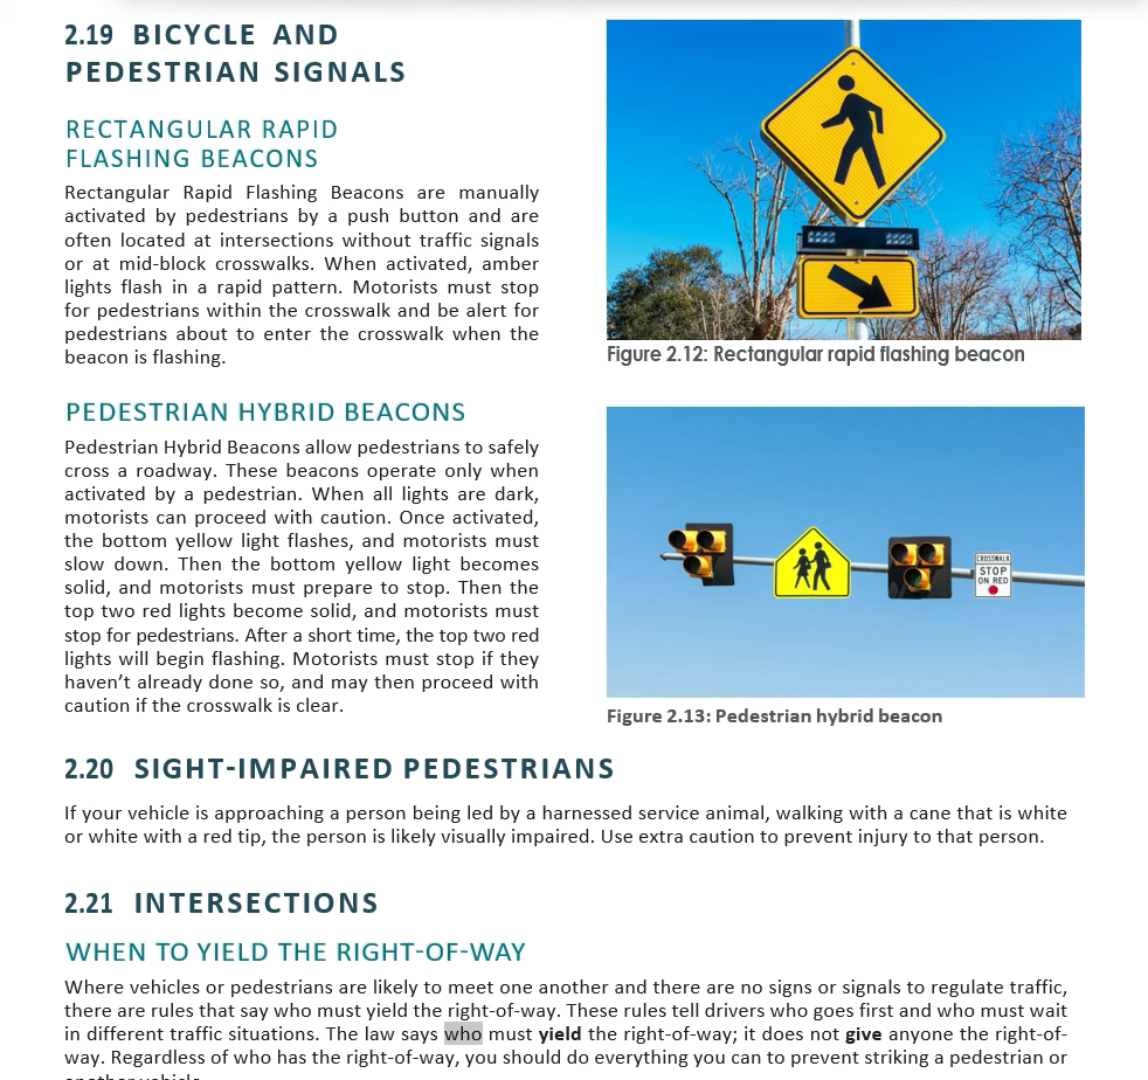 2.19 BICYCLE AND
PEDESTRIAN SIGNALS
RECTANGULAR RAPID
FLASHING BEACONS
Rectangular Rapid Flashing Beacons are manually
activated by pedestrians by a push button and are
often located at intersections without traffic signals
or at mid-block crosswalks. When activated, amber
lights flash in a rapid pattern. Motorists must stop
for pedestrians within the crosswalk and be alert for
pedestrians about to enter the crosswalk when the
beacon is flashing.
Figure 2.12: Rectangular rapid flashing beacon
PEDESTRIAN HYBRID BEACONS
Pedestrian Hybrid Beacons allow pedestrians to safely
cross a roadway. These beacons operate only when
activated by a pedestrian. When all lights are dark,
motorists can proceed with caution. Once activated,
the bottom yellow light flashes, and motorists must
slow down. Then the bottom yellow light becomes
solid, and motorists must prepare to stop. Then the
top two red lights become solid, and motorists must
stop for pedestrians. After a short time, the top two red
lights will begin flashing. Motorists must stop if they
haven’t already done so, and may then proceed with
caution if the crosswalk is clear.
CROSSWALK
STOP
ON RED
Figure 2.13: Pedestrian hybrid beacon
2.20 SIGHT-IMPAIRED PEDESTRIANS
If your vehicle is approaching a person being led by a harnessed service animal, walking with a cane that is white
or white with a red tip, the person is likely visually impaired. Use extra caution to prevent injury to that person.
2.21 INTERSECTIONS
WHEN TO YIELD THE RIGHT-OF-WAY
Where vehicles or pedestrians are likely to meet one another and there are no signs or signals to regulate traffic,
there are rules that say who must yield the right-of-way. These rules tell drivers who goes first and who must wait
in different traffic situations. The law says who must yield the right-of-way; it does not give anyone the right-of-
way. Regardless of who has the right-of-way, you should do everything you can to prevent striking a pedestrian or
another vehicle.